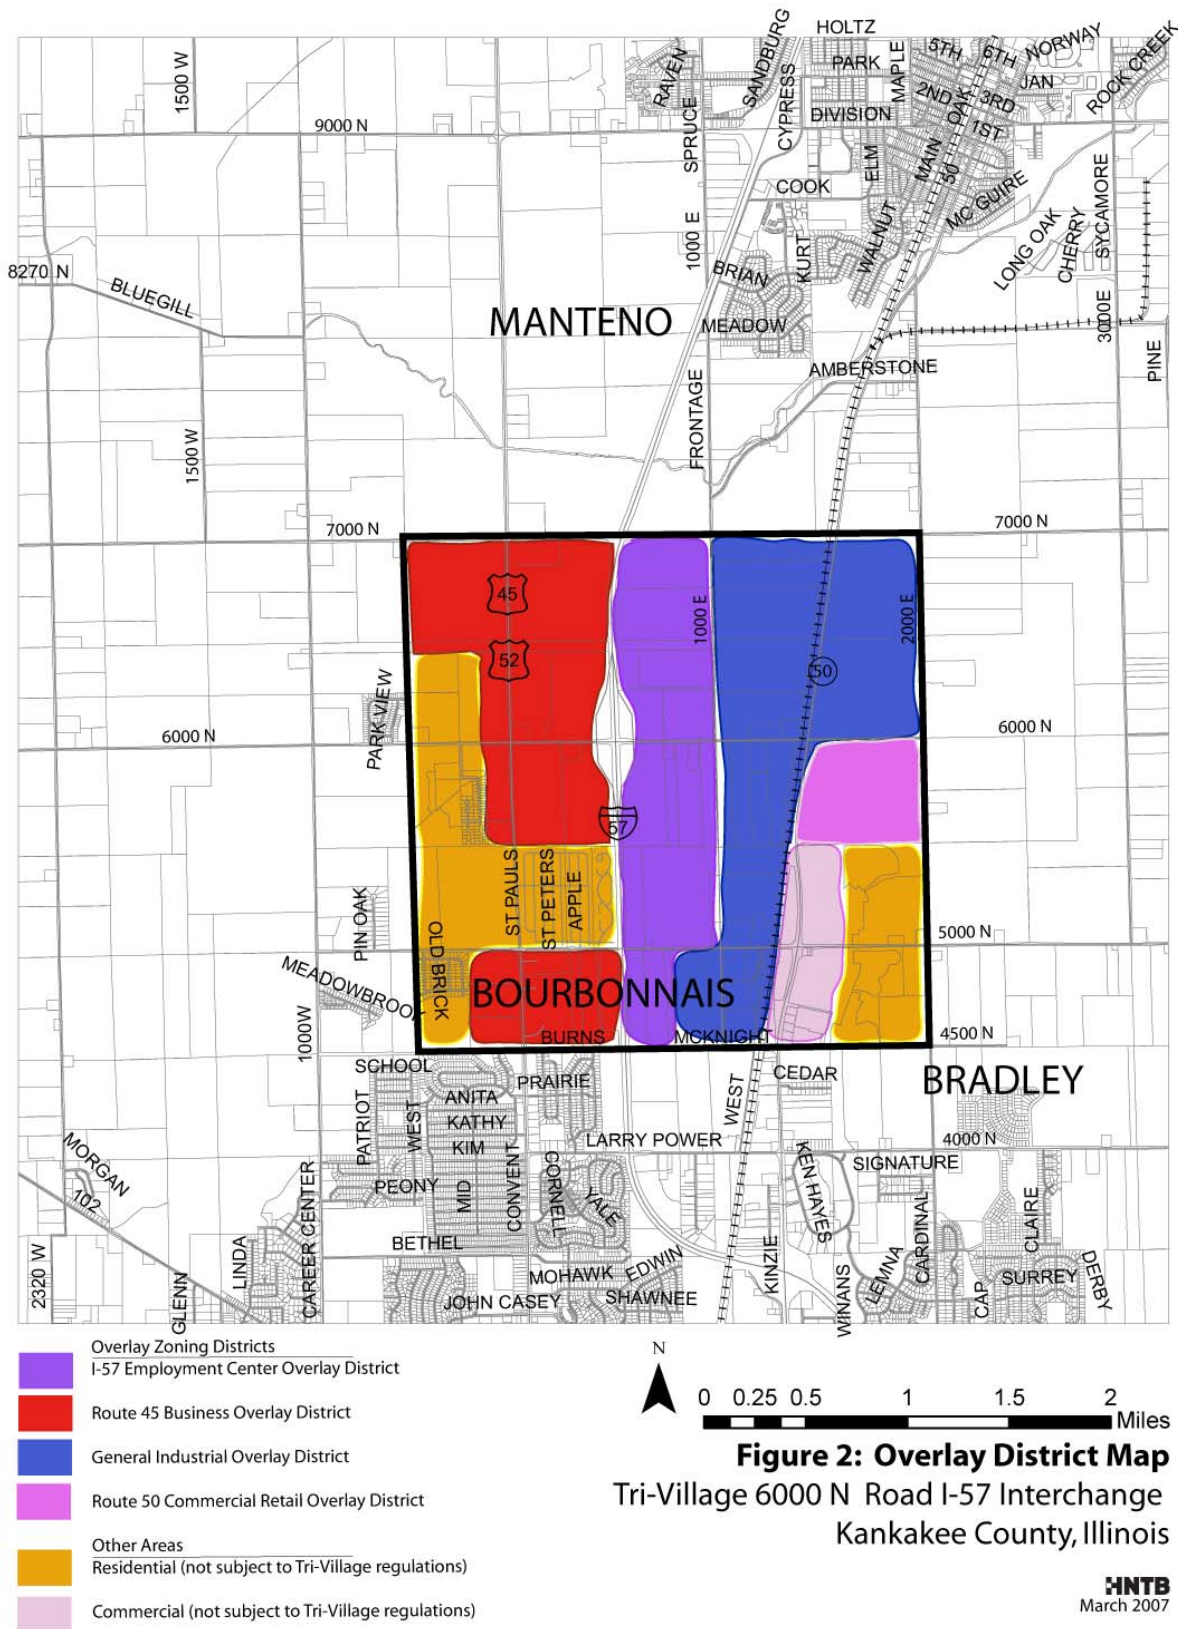 HOLTZ
SANDBURG
5TH
6TH
NORWAY
RAVEN
PARK
MAPLE
JAN
ROCK CREEK
1500 W
CYPRESS
2ND
OAK
3RD
9000 N
SPRUCE
DIVISION
1ST
ELM
MAIN
50
COOK
MC GUIRE
SYCAMORE
1000 E
KURT
WALNUT
LONG OAK
CHERRY
8270 N
BLUEGILL
BRIAN
MANTENO
MEADOW
3000E
PINE
AMBERSTONE
FRONTAGE
1500 W
7000 N
7000 N
45
1000 E
2000 E
52
50
PARK VIEW
6000 N
6000 N
57
ST PAULS
ST PETERS
APPLE
PIN OAK
OLD BRICK
5000 N
MEADOWBROOK
BOURBONNAIS
1000W
BURNS
MCKNIGHT
4500 N
SCHOOL
PRAIRIE
CEDAR
BRADLEY
ANITA
PATRIOT
WEST
KATHY
WEST
KIM
LARRY POWER
4000 N
MORGAN
102
CAREER CENTER
PEONY
MID
CONVENT
CORNELL
YALE
KEN HAYES
SIGNATURE
CARDINAL
CLAIRE
2320 W
LINDA
GLENN
BETHEL
MOHAWK
EDWIN
KINZIE
LEMNA
SURREY
DERBY
JOHN CASEY
SHAWNEE
WINANS
CAP
Overlay Zoning Districts
I-57 Employment Center Overlay District
Route 45 Business Overlay District
General Industrial Overlay District
Route 50 Commercial Retail Overlay District
Other Areas
Residential (not subject to Tri-Village regulations)
Commercial (not subject to Tri-Village regulations)
N
0 0.25 0.5 1 1.5 2
Miles
Figure 2: Overlay District Map
Tri-Village 6000 N Road I-57 Interchange
Kankakee County, Illinois
HNTB
March 2007